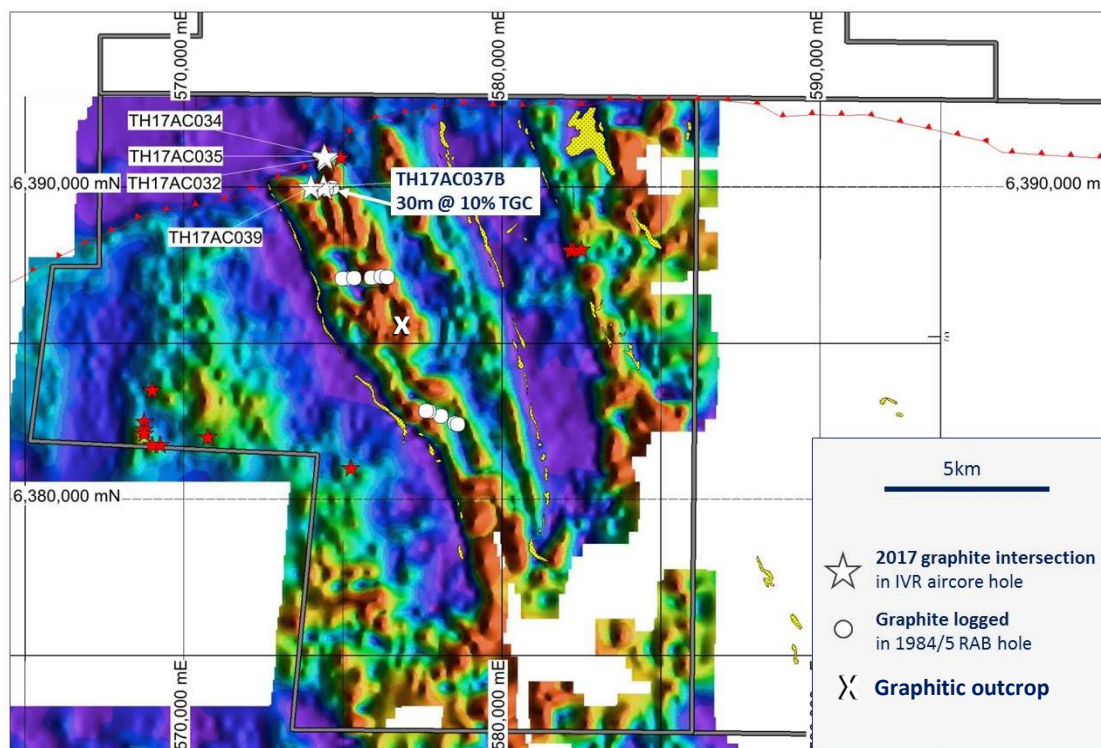 570,000 mE
580,000 mE
590,000 mE
TH17AC034
TH17AC035
TH17AC032
6,390,000 mN
TH17AC037B
30m @ 10% TGC
6,390,000 mN
TH17AC039
X
6,380,000 mN
570,000 mE
580,000 mE
5km
2017 graphite intersection
in IVR aircore hole
Graphite logged
in 1984/5 RAB hole
X Graphitic outcrop